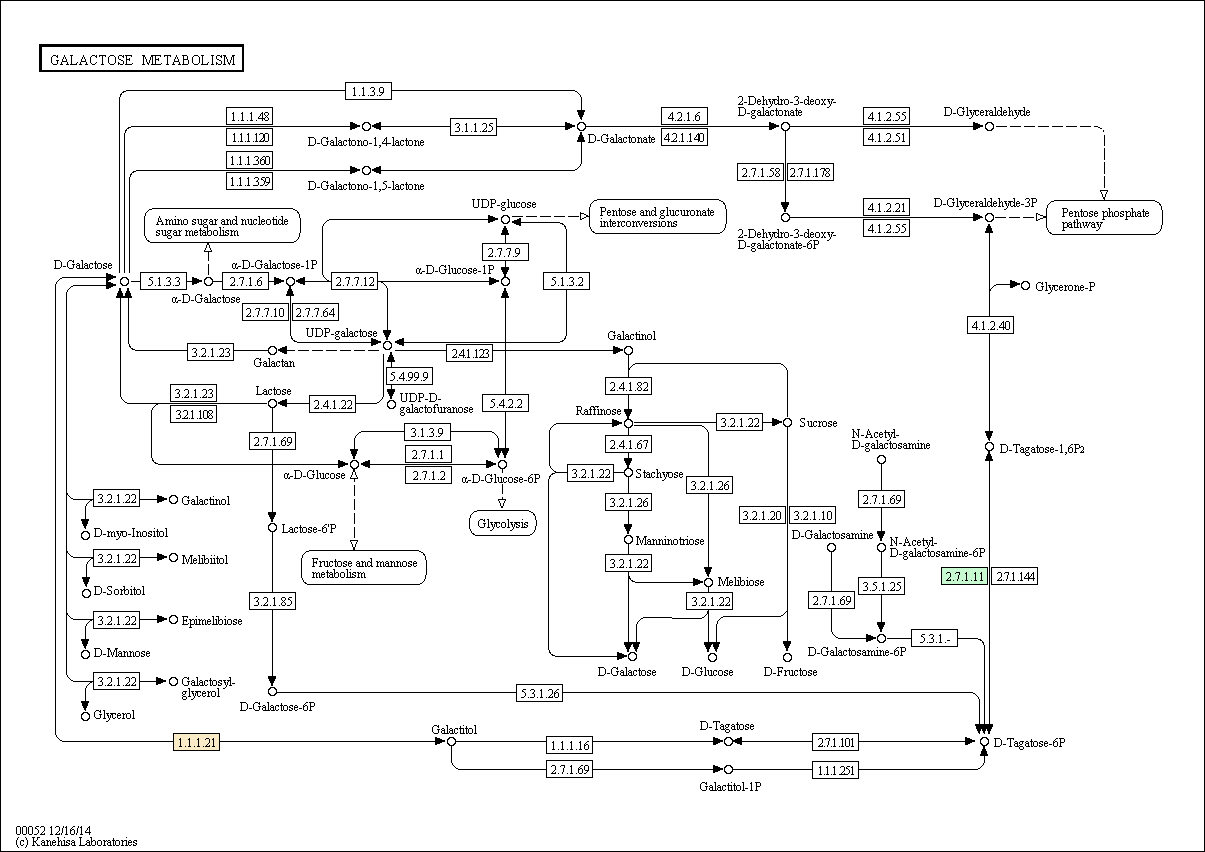 GALACTOSE METABOLISM
1.1.3.9
1.1.1.48
1.1.1.120
D-Galactono-1,4-lactone
3.1.1.25
D-Galactonate
4.2.1.6
4.2.1.140
2-Dehydro-3-deoxy-
D-galactonate
4.1.2.55
4.1.2.51
D-Glyceraldehyde
1.1.1.360
1.1.1.359
D-Galactono-1,5-lactone
2.7.1.58
2.7.1.178
Amino sugar and nucleotide
sugar metabolism
UDP-glucose
Pentose and glucuronate
interconversions
2-Dehydro-3-deoxy-
D-galactonate-6P
4.1.2.21
4.1.2.55
D-Glyceraldehyde-3P
Pentose phosphate
pathway
2.7.7.9
D-Galactose
5.1.3.3
α-D-Galactose
2.7.1.6
α-D-Galactose-1P
2.7.7.12
α-D-Glucose-1P
5.1.3.2
Glycerone-P
2.7.7.10
2.7.7.64
UDP-galactose
4.1.2.40
3.2.1.23
Galactan
2.4.1.123
Galactinol
5.4.99.9
UDP-D-
galactofuranose
3.2.1.23
3.2.1.108
Lactose
2.4.1.22
5.4.2.2
2.4.1.82
Raffinose
3.2.1.22
Sucrose
2.7.1.69
3.1.3.9
2.7.1.1
2.7.1.2
α-D-Glucose
α-D-Glucose-6P
2.4.1.67
3.2.1.22
Stachyose
3.2.1.26
N-Acetyl-
D-galactosamine
D-Tagatose-1,6P2
3.2.1.22
Galactinol
D-myo-Inositol
Lactose-6'P
Glycolysis
3.2.1.26
Manninotriose
3.2.1.20
3.2.1.10
2.7.1.69
D-Galactosamine
N-Acetyl-
D-galactosamine-6P
3.2.1.22
Melibiitol
D-Sorbitol
Fructose and mannose
metabolism
3.2.1.22
Melibiose
2.7.1.11
2.7.1.144
3.2.1.85
3.2.1.22
2.7.1.69
3.5.1.25
3.2.1.22
Epimelibiose
D-Mannose
D-Galactose
D-Glucose
D-Fructose
D-Galactosamine-6P
5.3.1.-
3.2.1.22
Galactosyl-
glycerol
Glycerol
D-Galactose-6P
5.3.1.26
1.1.1.21
Galactitol
1.1.1.16
D-Tagatose
2.7.1.101
D-Tagatose-6P
2.7.1.69
Galactitol-1P
1.1.1.251
00052 12/16/14
(c) Kanehisa Laboratories